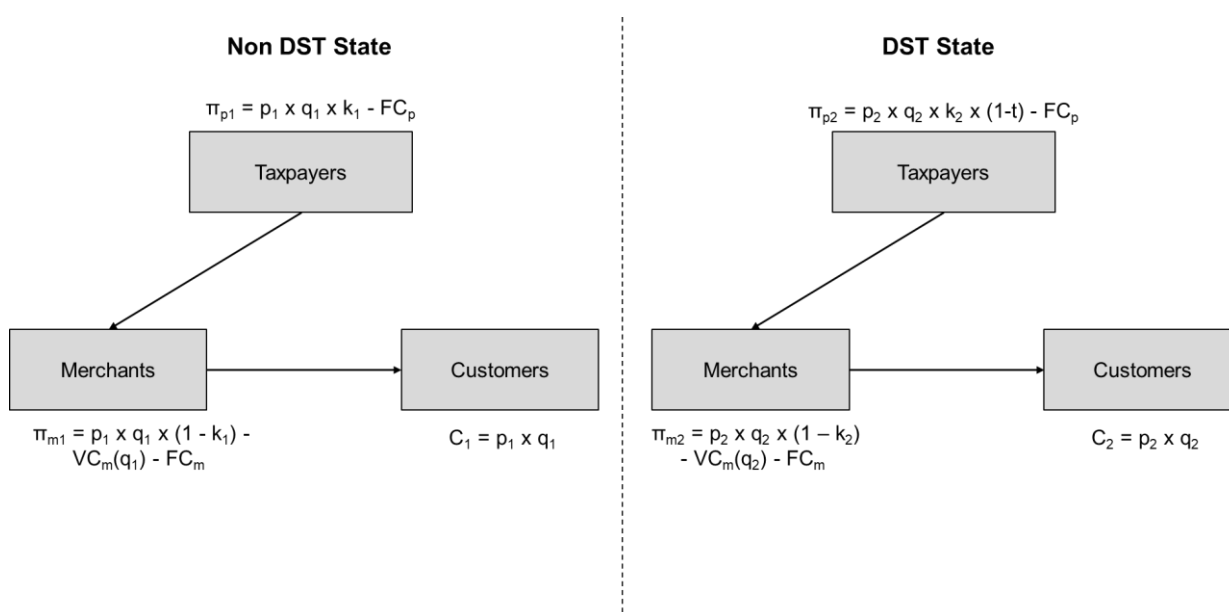 Non DST State
π_p1 = p_1 x q_1 x k_1 - FC_p
Taxpayers
Merchants
Customers
π_m1 = p_1 x q_1 x (1 - k_1) -
VC_m(q_1) - FC_m
C_1 = p_1 x q_1
DST State
π_p2 = p_2 x q_2 x k_2 x (1-t) - FC_p
Taxpayers
Merchants
Customers
π_m2 = p_2 x q_2 x (1 – k_2)
- VC_m(q_2) - FC_m
C_2 = p_2 x q_2